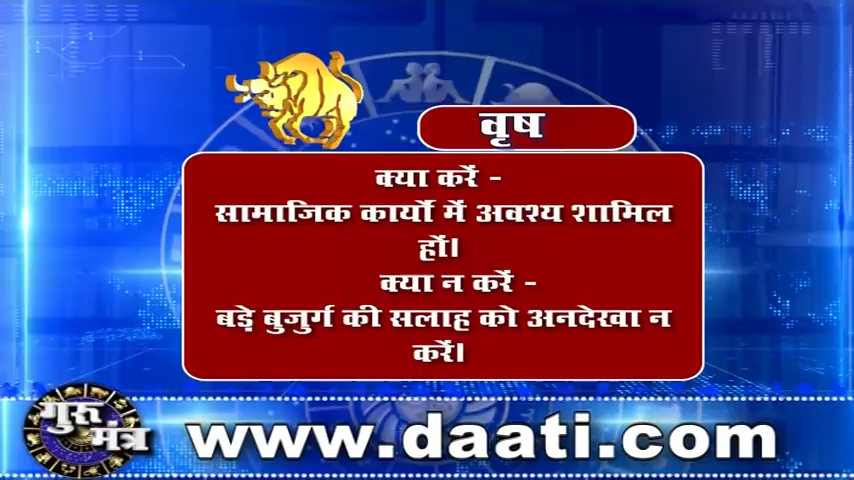 वृष
क्या करें -
सामाजिक कार्यो में अवश्य शामिल
हों।
क्या न करें -
बड़े बुजुर्ग की सलाह को अनदेखा न
करें।
गुरु
मंत्र
www.daati.com